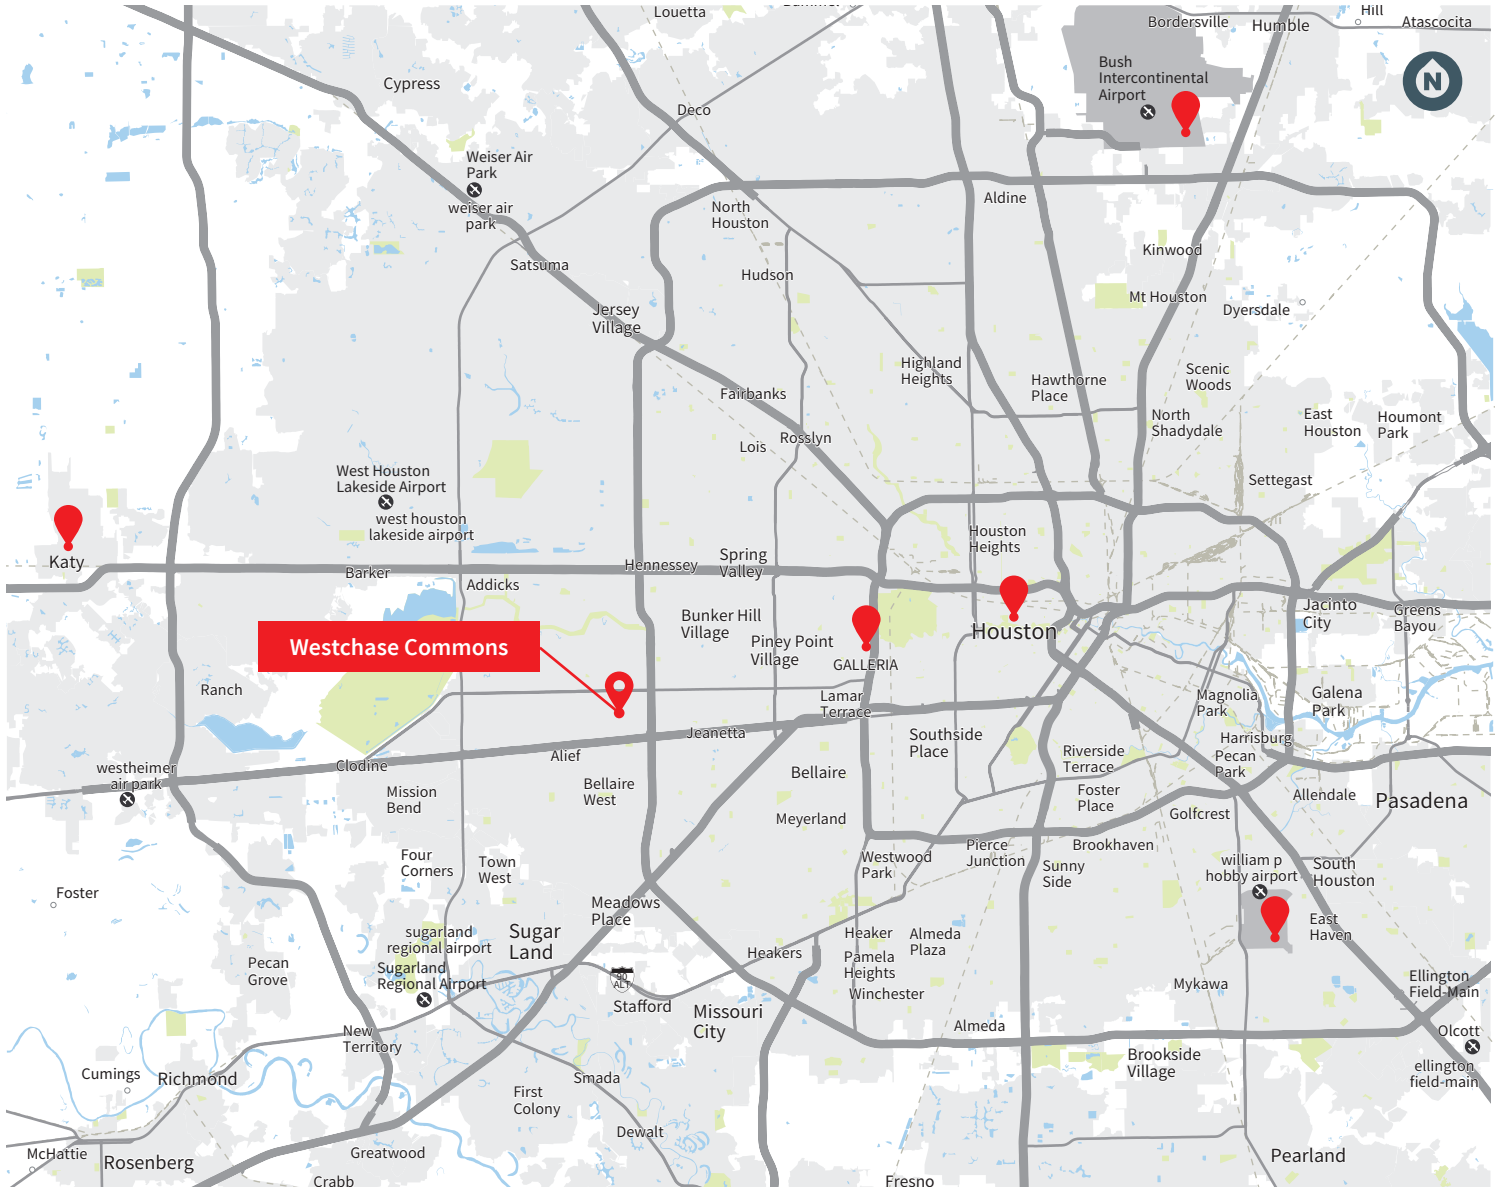 Louetta
Bordersville
Humble
Hill
Atascocita
Cypress
Bush
Intercontinental
Airport
N
Deco
Weiser Air
Park
weiser air
park
North
Houston
Aldine
Satsuma
Hudson
Kinwood
Mt Houston
Dyersdale
Jersey
Village
Highland
Heights
Hawthorne
Place
Scenic
Woods
Fairbanks
Rosslyn
Lois
North
Shadydale
East
Houston
Houmont
Park
West Houston
Lakeside Airport
west houston
lakeside airport
Settegast
Katy
Houston
Heights
Barker
Addicks
Hennessey
Spring
Valley
Bunker Hill
Village
Piney Point
Village
GALLERIA
Houston
Jacinto
City
Greens
Bayou
Westchase Commons
Ranch
Lamar
Terrace
Magnolia
Park
Galena
Park
Jeanetta
Southside
Place
Harrisburg
Pecan
Park
Riverside
Terrace
Alief
Clodine
westheimer
air park
Mission
Bend
Bellaire
West
Bellaire
Foster
Place
Allendale
Pasadena
Meyerland
Golfcrest
Four
Corners
Town
West
Westwood
Park
Pierce
Junction
Brookhaven
Sunny
Side
william p
hobby airport
South
Houston
Foster
Meadows
Place
East
Haven
sugarland
regional airport
Sugar
Land
Heaker
Almeda
Plaza
Heakers
Pamela
Heights
Pecan
Grove
Sugarland
Regional Airport
90
ALT
Stafford
Winchester
Mykawa
Ellington
Field-Main
Missouri
City
New
Territory
Almeda
Olcott
Brookside
Village
ellington
field-main
Cumings
Richmond
Smada
First
Colony
Dewalt
McHattie
Rosenberg
Greatwood
Crabb
Fresno
Pearland